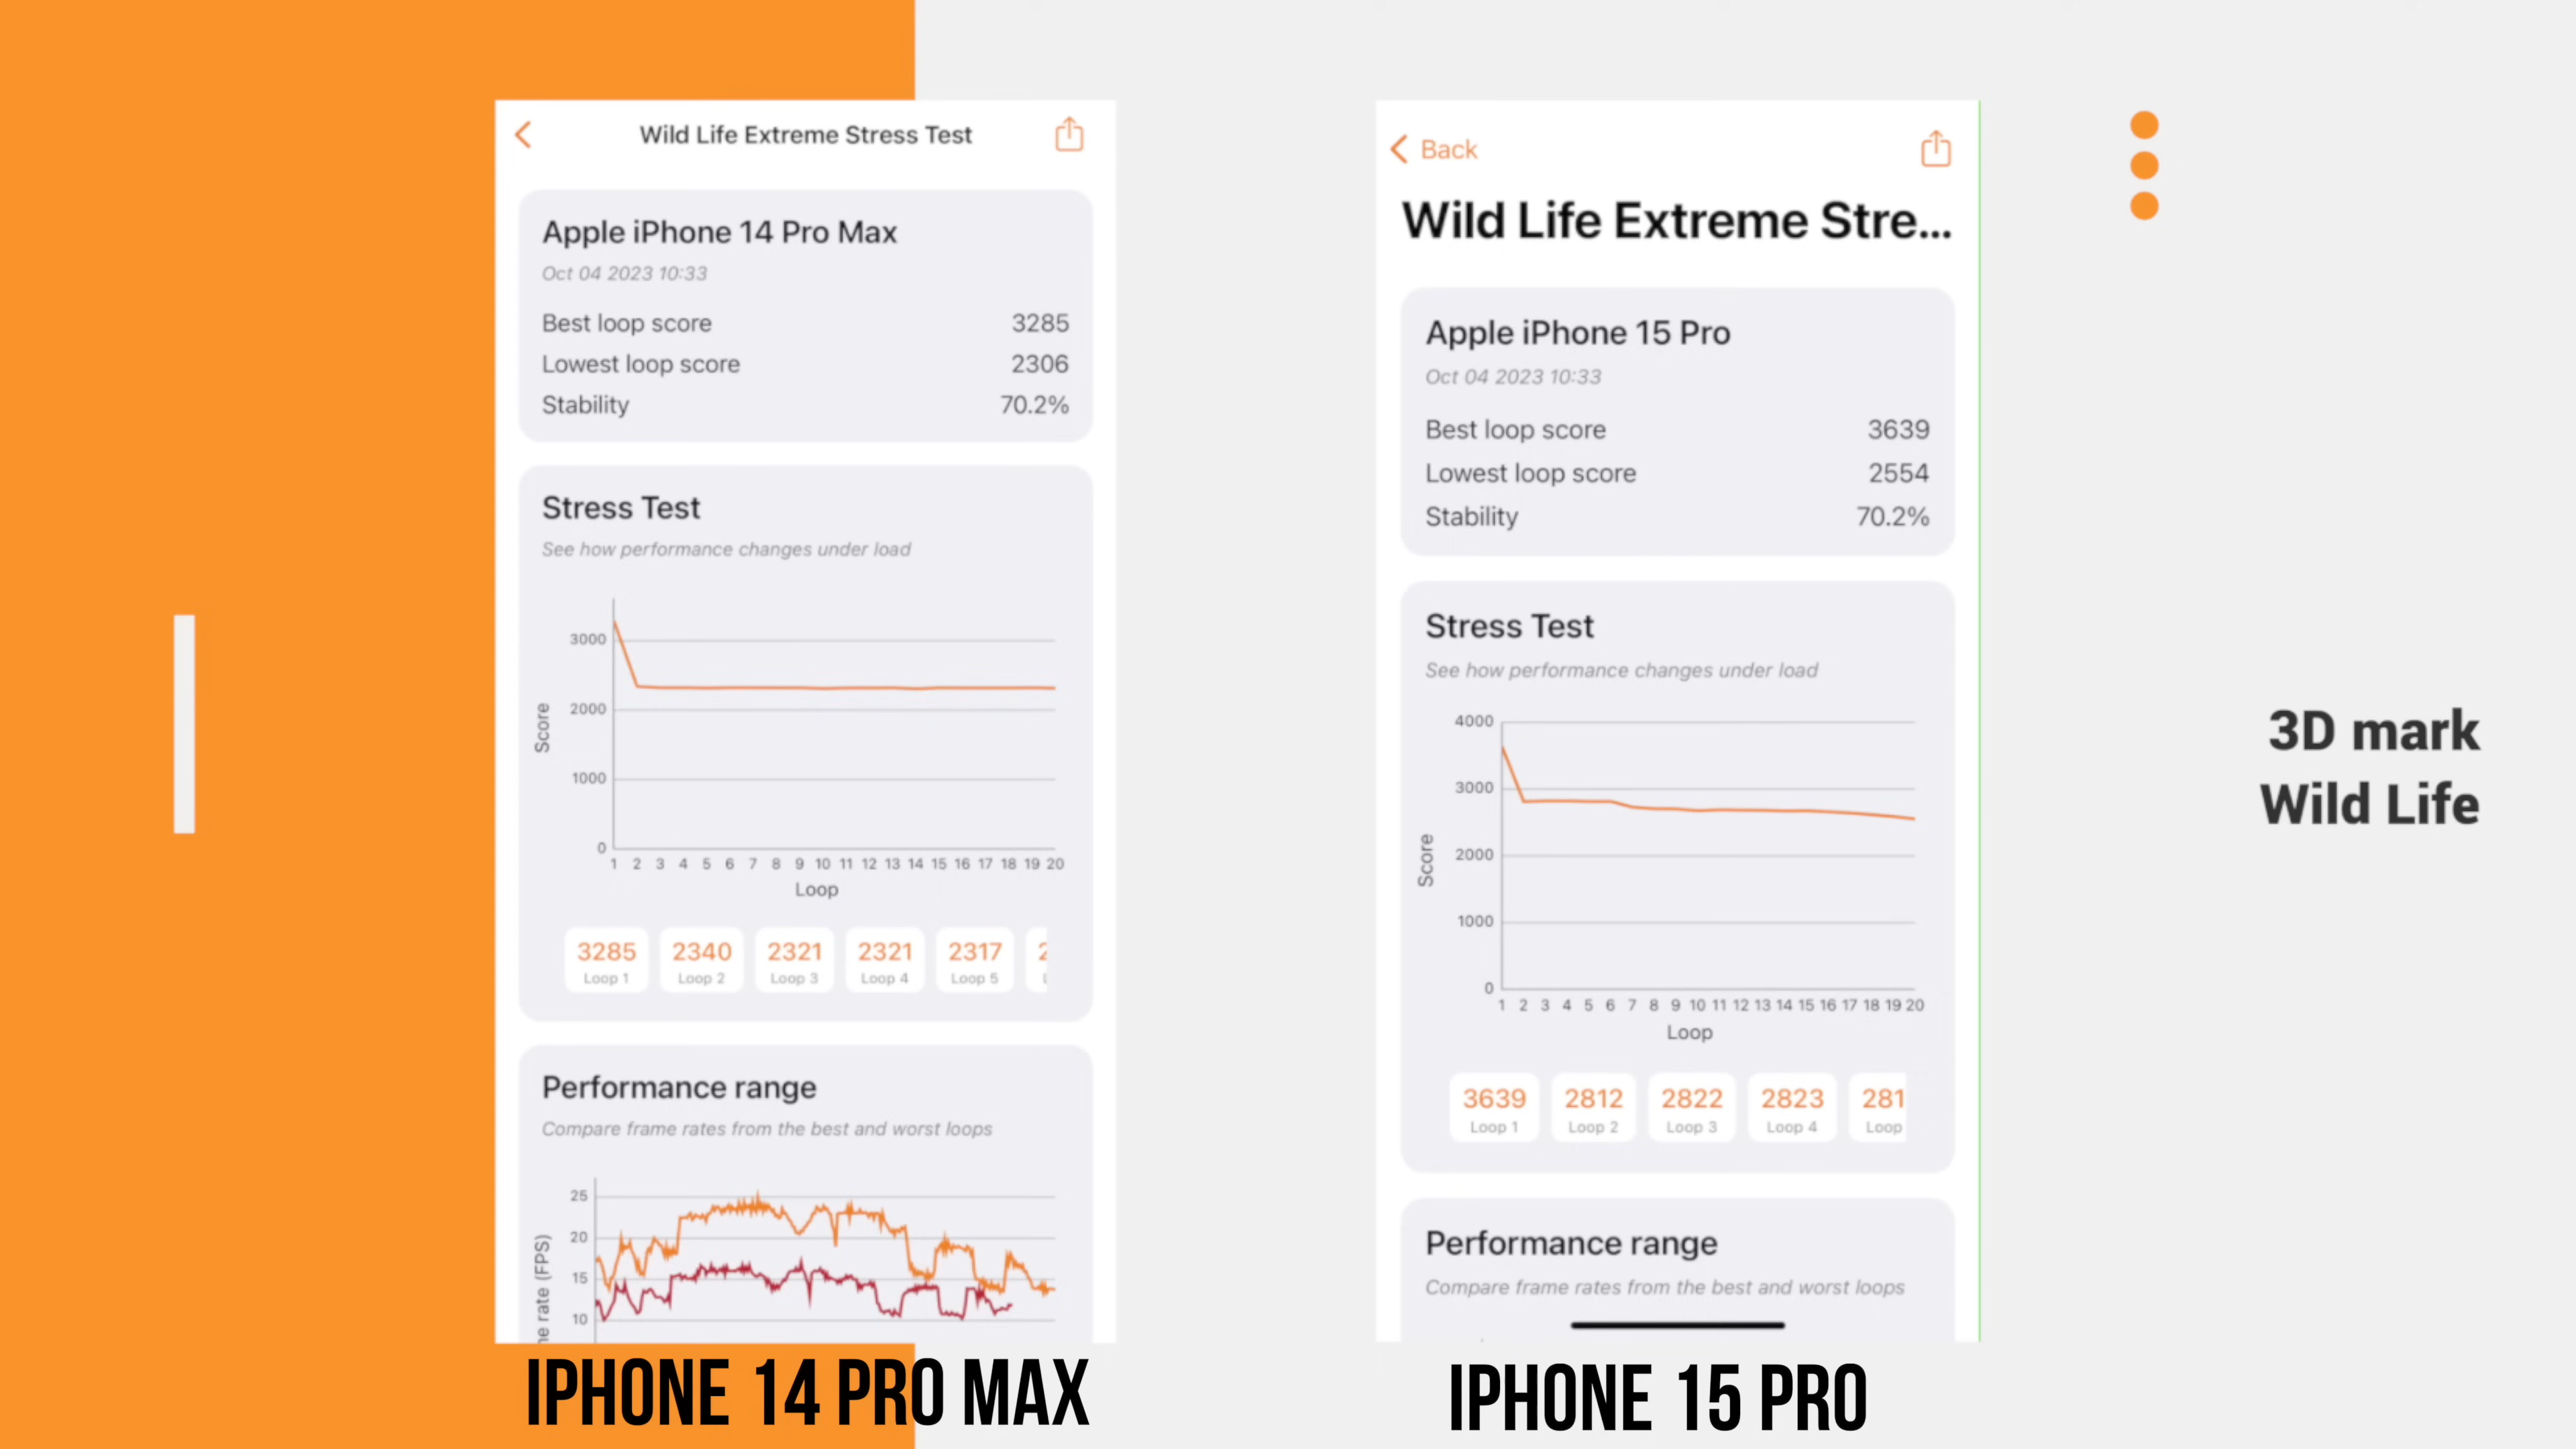 Wild Life Extreme Stress Test
Apple iPhone 14 Pro Max
Oct 04 2023 10:33
Best loop score 3285
Lowest loop score 2306
Stability 70.2%
Stress Test
See how performance changes under load
3000
2000
1000
0
Score
1 2 3 4 5 6 7 8 9 10 11 12 13 14 15 16 17 18 19 20
Loop
3285 2340 2321 2321 2317
Loop 1 Loop 2 Loop 3 Loop 4 Loop 5
Performance range
Compare frame rates from the best and worst loops
25
20
15
10
rate (FPS)
IPHONE 14 PRO MAX
Back
Wild Life Extreme Stre...
Apple iPhone 15 Pro
Oct 04 2023 10:33
Best loop score 3639
Lowest loop score 2554
Stability 70.2%
Stress Test
See how performance changes under load
4000
3000
2000
1000
0
Score
1 2 3 4 5 6 7 8 9 10 11 12 13 14 15 16 17 18 19 20
Loop
3639 2812 2822 2823 281
Loop 1 Loop 2 Loop 3 Loop 4 Loop
Performance range
Compare frame rates from the best and worst loops
IPHONE 15 PRO
3D mark
Wild Life